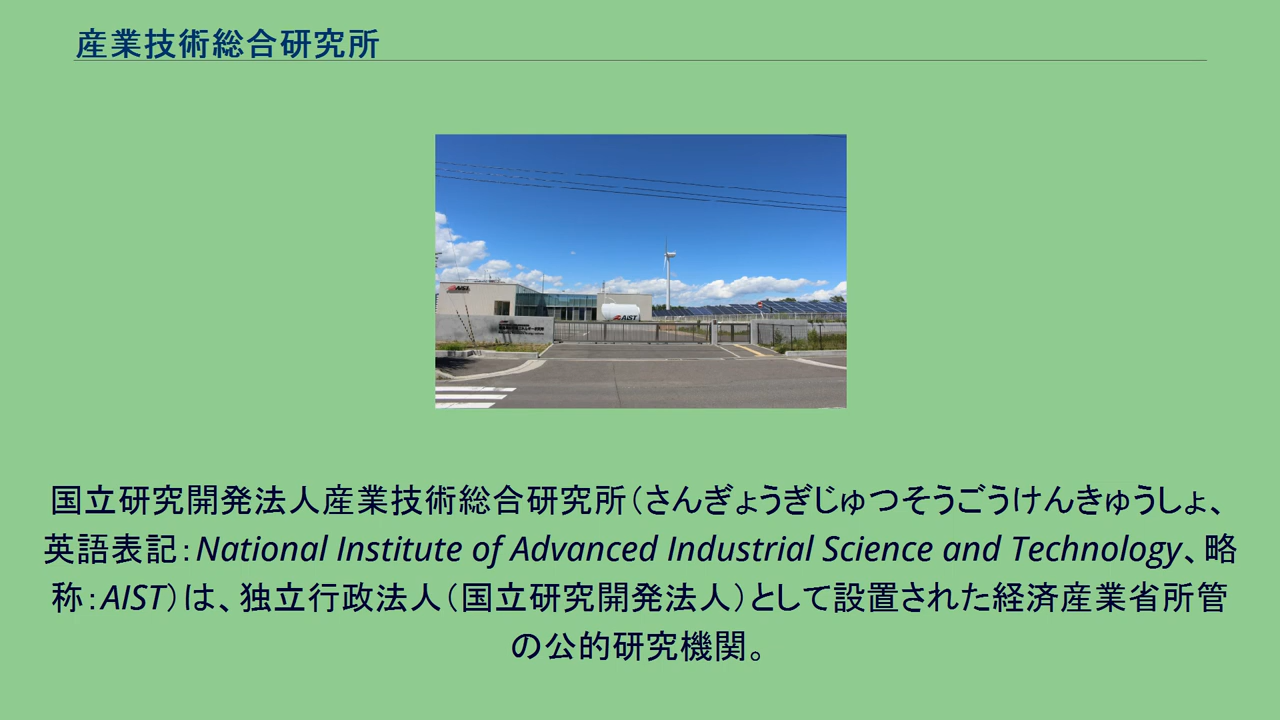 産業技術総合研究所
AIST
AIST
国立研究開発法人産業技術総合研究所（さんぎょうぎじゅつそうごうけんきゅうしょ、
英語表記：National Institute of Advanced Industrial Science and Technology、略
称：AIST）は、独立行政法人（国立研究開発法人）として設置された経済産業省所管
の公的研究機関。